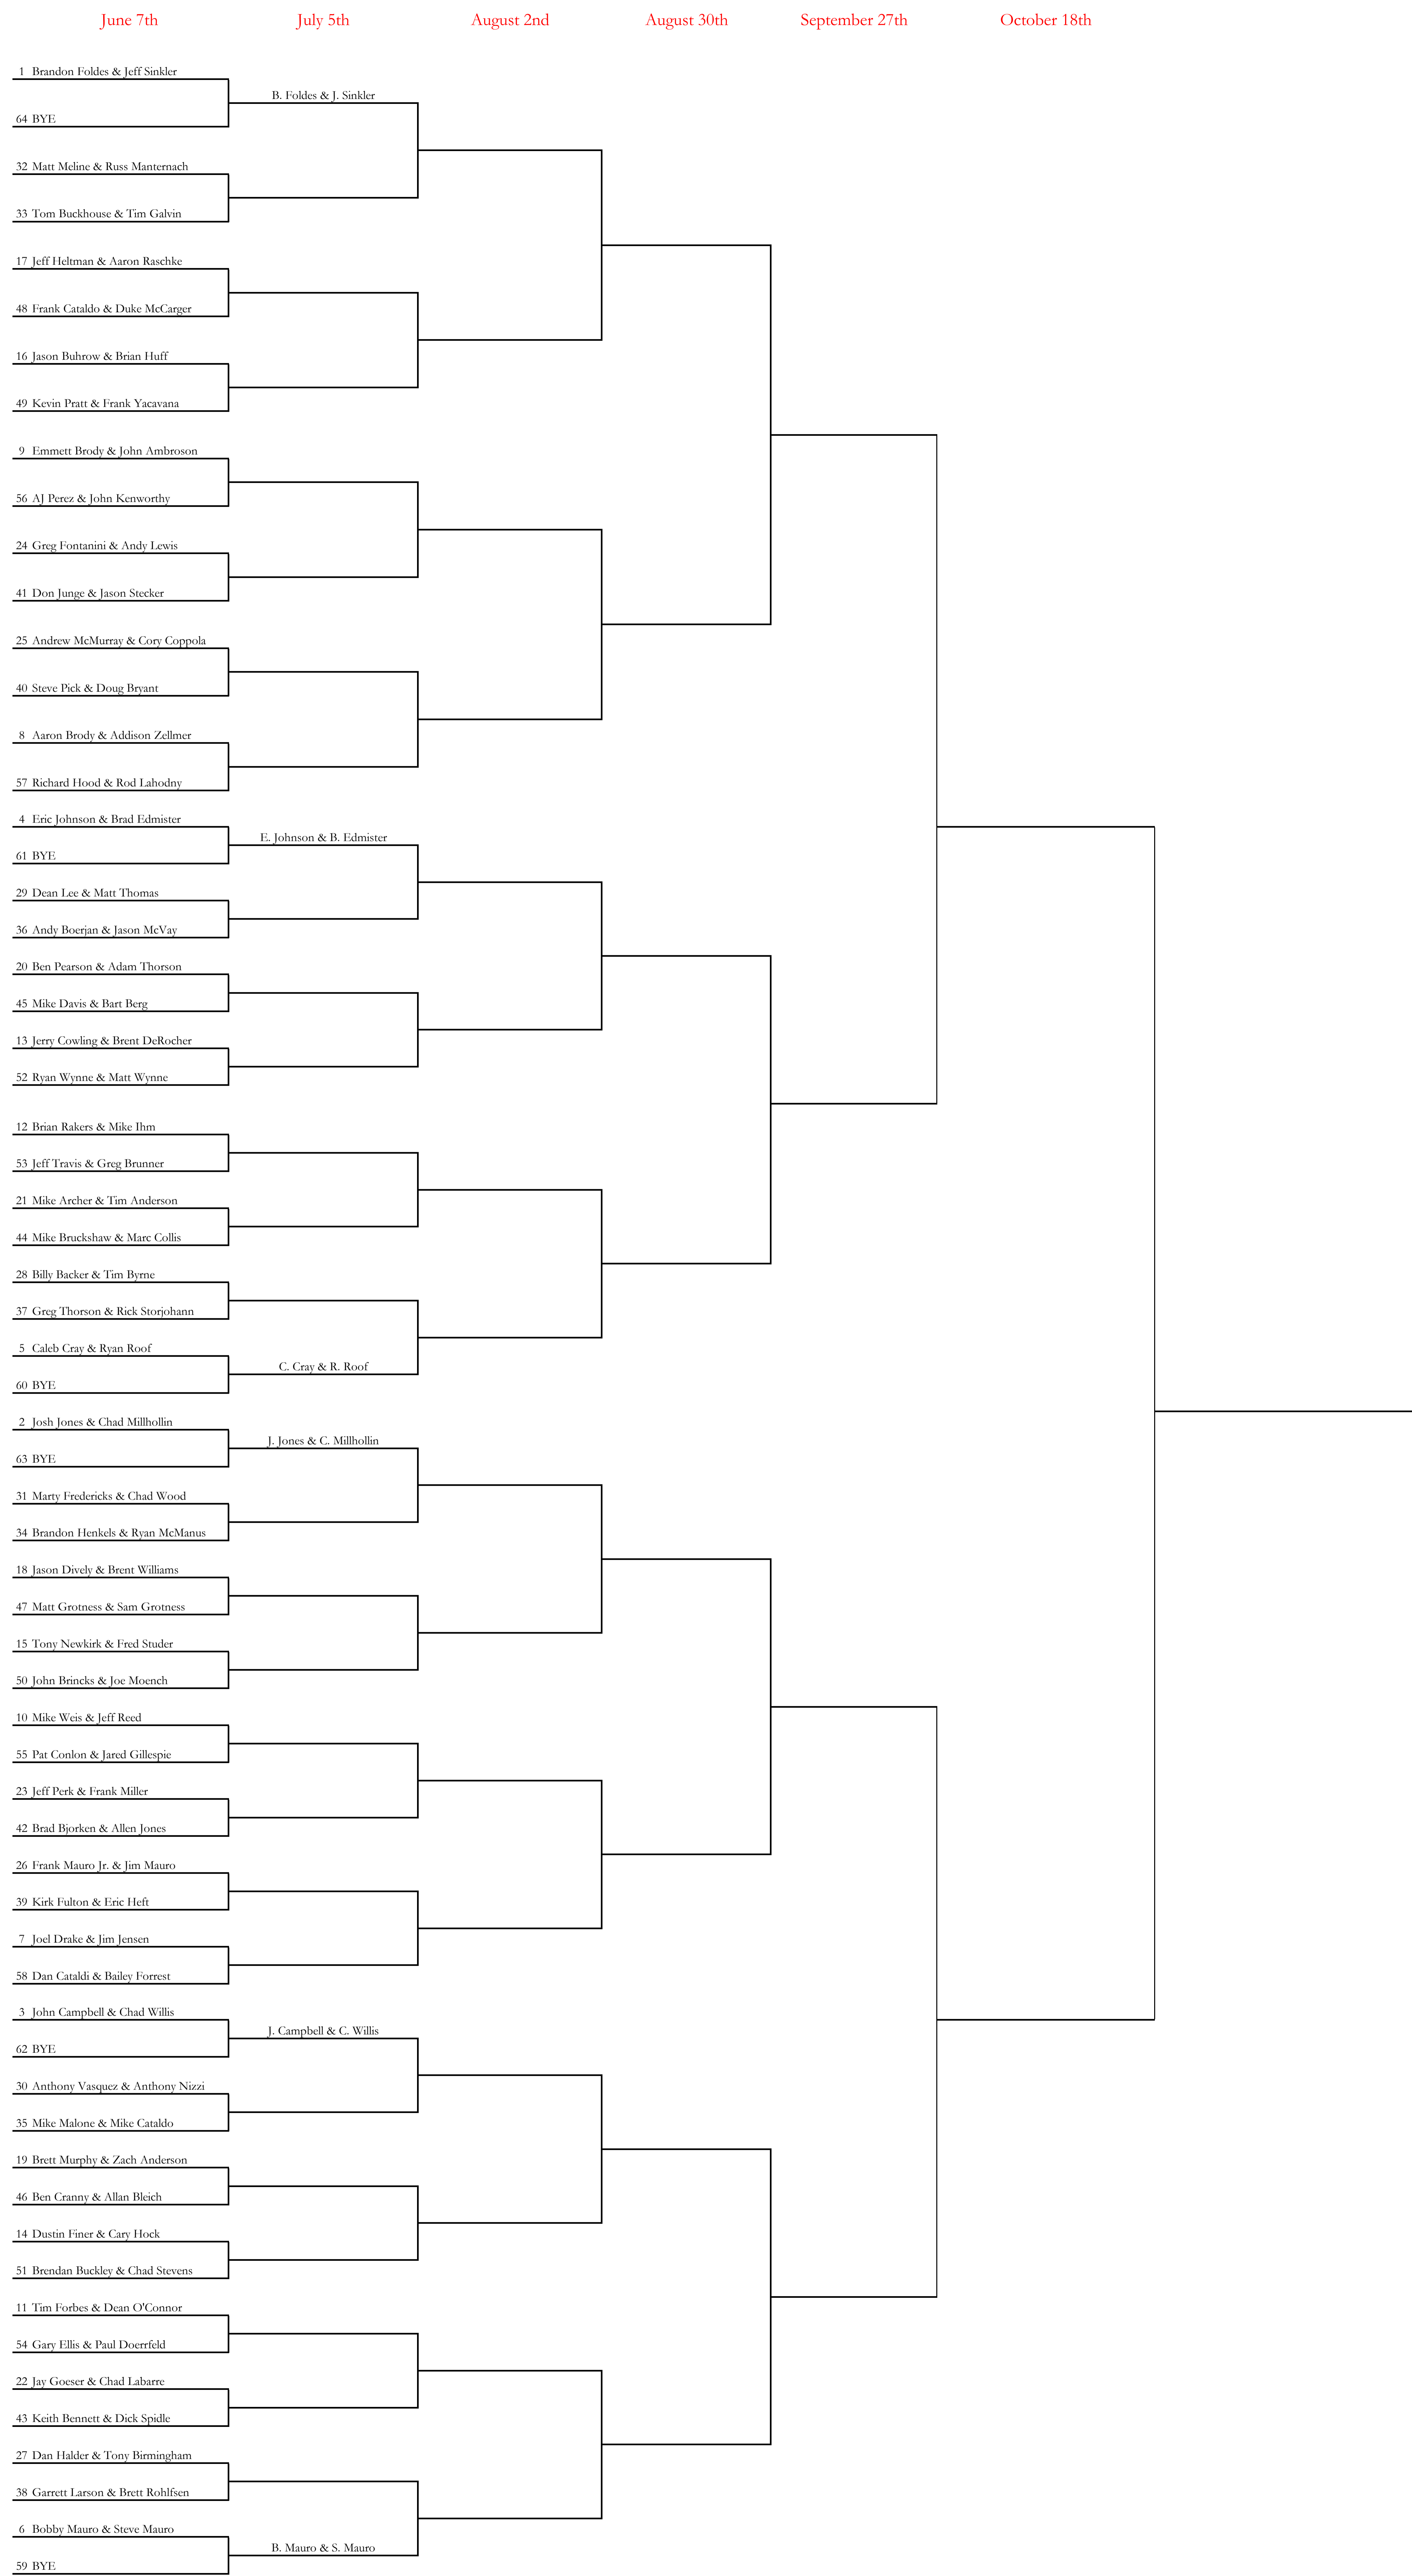 June 7th July 5th August 2nd August 30th September 27th October 18th
1 Brandon Foldes & Jeff Sinkler
B. Foldes & J. Sinkler
64 BYE
32 Matt Meline & Russ Manternach
33 Tom Buckhouse & Tim Galvin
17 Jeff Heltman & Aaron Raschke
48 Frank Cataldo & Duke McCarger
16 Jason Buhrow & Brian Huff
49 Kevin Pratt & Frank Yacavana
9 Emmett Brody & John Ambroson
56 AJ Perez & John Kenworthy
24 Greg Fontanini & Andy Lewis
41 Don Junge & Jason Stecker
25 Andrew McMurray & Cory Coppola
40 Steve Pick & Doug Bryant
8 Aaron Brody & Addison Zellmer
57 Richard Hood & Rod Lahodny
4 Eric Johnson & Brad Edmister
E. Johnson & B. Edmister
61 BYE
29 Dean Lee & Matt Thomas
36 Andy Boerjan & Jason McVay
20 Ben Pearson & Adam Thorson
45 Mike Davis & Bart Berg
13 Jerry Cowling & Brent DeRocher
52 Ryan Wynne & Matt Wynne
12 Brian Rakers & Mike Ihm
53 Jeff Travis & Greg Brunner
21 Mike Archer & Tim Anderson
44 Mike Bruckshaw & Marc Collis
28 Billy Backer & Tim Byrne
37 Greg Thorson & Rick Storjohann
5 Caleb Cray & Ryan Roof
C. Cray & R. Roof
60 BYE
2 Josh Jones & Chad Millhollin
J. Jones & C. Millhollin
63 BYE
31 Marty Fredericks & Chad Wood
34 Brandon Henkels & Ryan McManus
18 Jason Dively & Brent Williams
47 Matt Grotness & Sam Grotness
15 Tony Newkirk & Fred Studer
50 John Brincks & Joe Moench
10 Mike Weis & Jeff Reed
55 Pat Conlon & Jared Gillespie
23 Jeff Perk & Frank Miller
42 Brad Bjorken & Allen Jones
26 Frank Mauro Jr. & Jim Mauro
39 Kirk Fulton & Eric Heft
7 Joel Drake & Jim Jensen
58 Dan Cataldi & Bailey Forrest
3 John Campbell & Chad Willis
J. Campbell & C. Willis
62 BYE
30 Anthony Vasquez & Anthony Nizzi
35 Mike Malone & Mike Cataldo
19 Brett Murphy & Zach Anderson
46 Ben Cranny & Allan Bleich
14 Dustin Finer & Cary Hock
51 Brendan Buckley & Chad Stevens
11 Tim Forbes & Dean O'Connor
54 Gary Ellis & Paul Doerrfeld
22 Jay Goeser & Chad Labarre
43 Keith Bennett & Dick Spidle
27 Dan Halder & Tony Birmingham
38 Garrett Larson & Brett Rohlfsen
6 Bobby Mauro & Steve Mauro
B. Mauro & S. Mauro
59 BYE